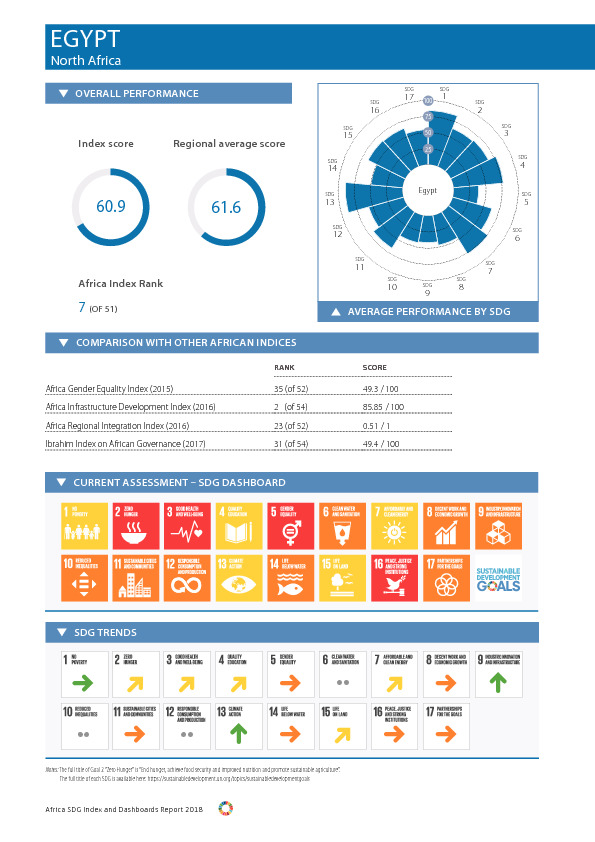 EGYPT
North Africa
▼ OVERALL PERFORMANCE
Index score
Regional average score
60.9
61.6
Africa Index Rank
7 (OF 51)
SDG 1
SDG 2
SDG 3
SDG 4
SDG 5
SDG 6
SDG 7
SDG 8
SDG 9
SDG 10
SDG 11
SDG 12
SDG 13
SDG 14
SDG 15
SDG 16
SDG 17
100
75
50
25
Egypt
▲ AVERAGE PERFORMANCE BY SDG
▼ COMPARISON WITH OTHER AFRICAN INDICES
RANK SCORE
Africa Gender Equality Index (2015) 35 (of 52) 49.3 / 100
Africa Infrastructure Development Index (2016) 2 (of 54) 85.85 / 100
Africa Regional Integration Index (2016) 23 (of 52) 0.51 / 1
Ibrahim Index on African Governance (2017) 31 (of 54) 49.4 / 100
▼ CURRENT ASSESSMENT – SDG DASHBOARD
1 NO POVERTY
2 ZERO HUNGER
3 GOOD HEALTH AND WELL-BEING
4 QUALITY EDUCATION
5 GENDER EQUALITY
6 CLEAN WATER AND SANITATION
7 AFFORDABLE AND CLEAN ENERGY
8 DECENT WORK AND ECONOMIC GROWTH
9 INDUSTRY, INNOVATION AND INFRASTRUCTURE
10 REDUCED INEQUALITIES
11 SUSTAINABLE CITIES AND COMMUNITIES
12 RESPONSIBLE CONSUMPTION AND PRODUCTION
13 CLIMATE ACTION
14 LIFE BELOW WATER
15 LIFE ON LAND
16 PEACE, JUSTICE AND STRONG INSTITUTIONS
17 PARTNERSHIPS FOR THE GOALS
SUSTAINABLE DEVELOPMENT GOALS
▼ SDG TRENDS
1 NO POVERTY
2 ZERO HUNGER
3 GOOD HEALTH AND WELL-BEING
4 QUALITY EDUCATION
5 GENDER EQUALITY
6 CLEAN WATER AND SANITATION
7 AFFORDABLE AND CLEAN ENERGY
8 DECENT WORK AND ECONOMIC GROWTH
9 INDUSTRY, INNOVATION AND INFRASTRUCTURE
10 REDUCED INEQUALITIES
11 SUSTAINABLE CITIES AND COMMUNITIES
12 RESPONSIBLE CONSUMPTION AND PRODUCTION
13 CLIMATE ACTION
14 LIFE BELOW WATER
15 LIFE ON LAND
16 PEACE, JUSTICE AND STRONG INSTITUTIONS
17 PARTNERSHIPS FOR THE GOALS
Notes: The full title of Goal 2 "Zero Hunger" is "End hunger, achieve food security and improved nutrition and promote sustainable agriculture".
The full title of each SDG is available here: https://sustainabledevelopment.un.org/topics/sustainabledevelopmentgoals
Africa SDG Index and Dashboards Report 2018